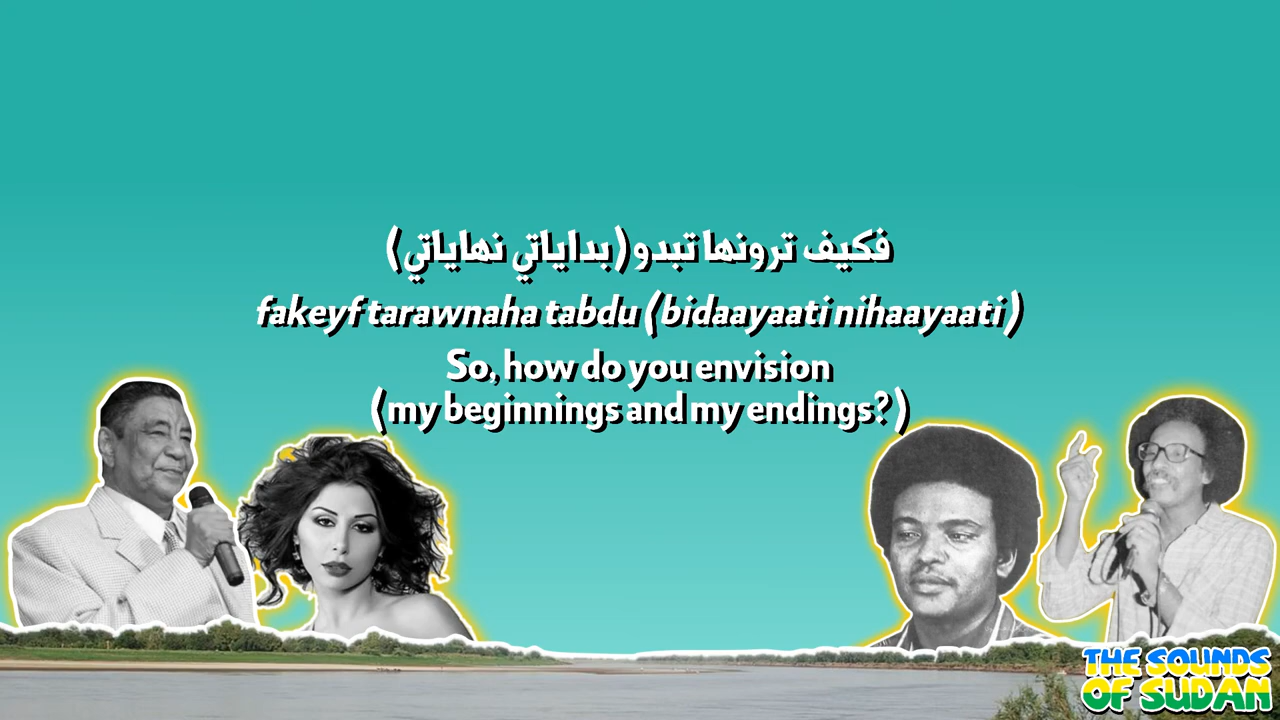 فكيف ترونها تبدو (بداياتي نهاياتي)
fakeyf tarawnaha tabdu (bidaayaati nihaayaati)
So, how do you envision
(my beginnings and my endings?)
THE SOUNDS
OF SUDAN